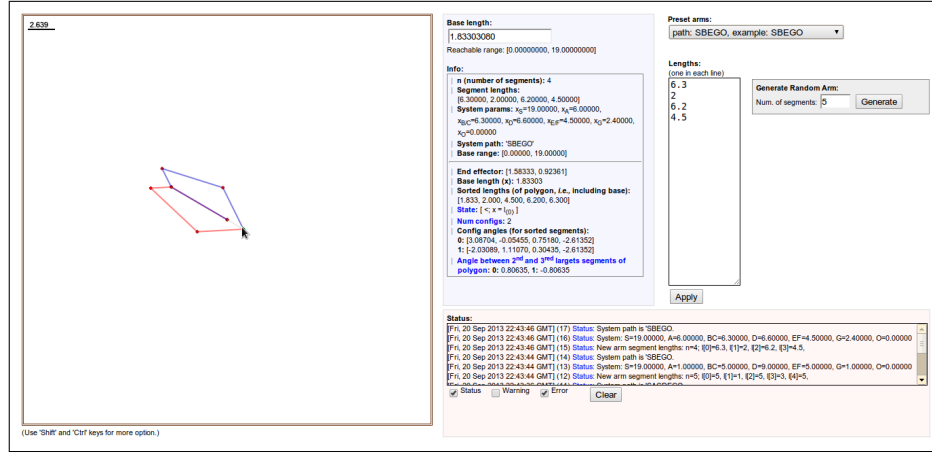 2.639
(Use 'Shift' and 'Ctrl' keys for more option.)
Base length:
1.83303080
Reachable range: [0.00000000, 19.00000000]
Info:
| n (number of segments): 4
| Segment lengths:
[6.30000, 2.00000, 6.20000, 4.50000]
| System params: xS=19.00000, xA=6.00000,
xB/C=6.30000, xD=6.60000, xE/F=4.50000, xG=2.40000,
xO=0.00000
| System path: 'SBEGO'
| Base range: [0.00000, 19.00000]
| End effector: [1.58333, 0.92361]
| Base length (x): 1.83303
| Sorted lengths (of polygon, i.e., including base):
[1.833, 2.000, 4.500, 6.200, 6.300]
| State: [ <; x = l(0) ]
| Num configs: 2
| Config angles (for sorted segments):
0: [3.08704, -0.05455, 0.75180, -2.61352]
1: [-2.03089, 1.11070, 0.30435, -2.61352]
| Angle between 2nd and 3red largets segments of
polygon: 0: 0.80635, 1: -0.80635
Preset arms:
path: SBEGO, example: SBEGO
Lengths:
(one in each line)
6.3
2
6.2
4.5
Apply
Generate Random Arm:
Num. of segments: 5 Generate
Status:
[Fri, 20 Sep 2013 22:43:46 GMT] (17) Status: System path is 'SBEGO.
[Fri, 20 Sep 2013 22:43:46 GMT] (16) Status: System: S=19.00000, A=6.00000, BC=6.30000, D=6.60000, EF=4.50000, G=2.40000, O=0.00000
[Fri, 20 Sep 2013 22:43:46 GMT] (15) Status: New arm segment lengths: n=4; l[0]=6.3, l[1]=2, l[2]=6.2, l[3]=4.5,
[Fri, 20 Sep 2013 22:43:44 GMT] (14) Status: System path is 'SBEGO.
[Fri, 20 Sep 2013 22:43:44 GMT] (13) Status: System: S=19.00000, A=1.00000, BC=5.00000, D=9.00000, EF=5.00000, G=1.00000, O=0.00000
[Fri, 20 Sep 2013 22:43:44 GMT] (12) Status: New arm segment lengths: n=5; l[0]=5, l[1]=1, l[2]=5, l[3]=3, l[4]=5,
Status Warning Error Clear